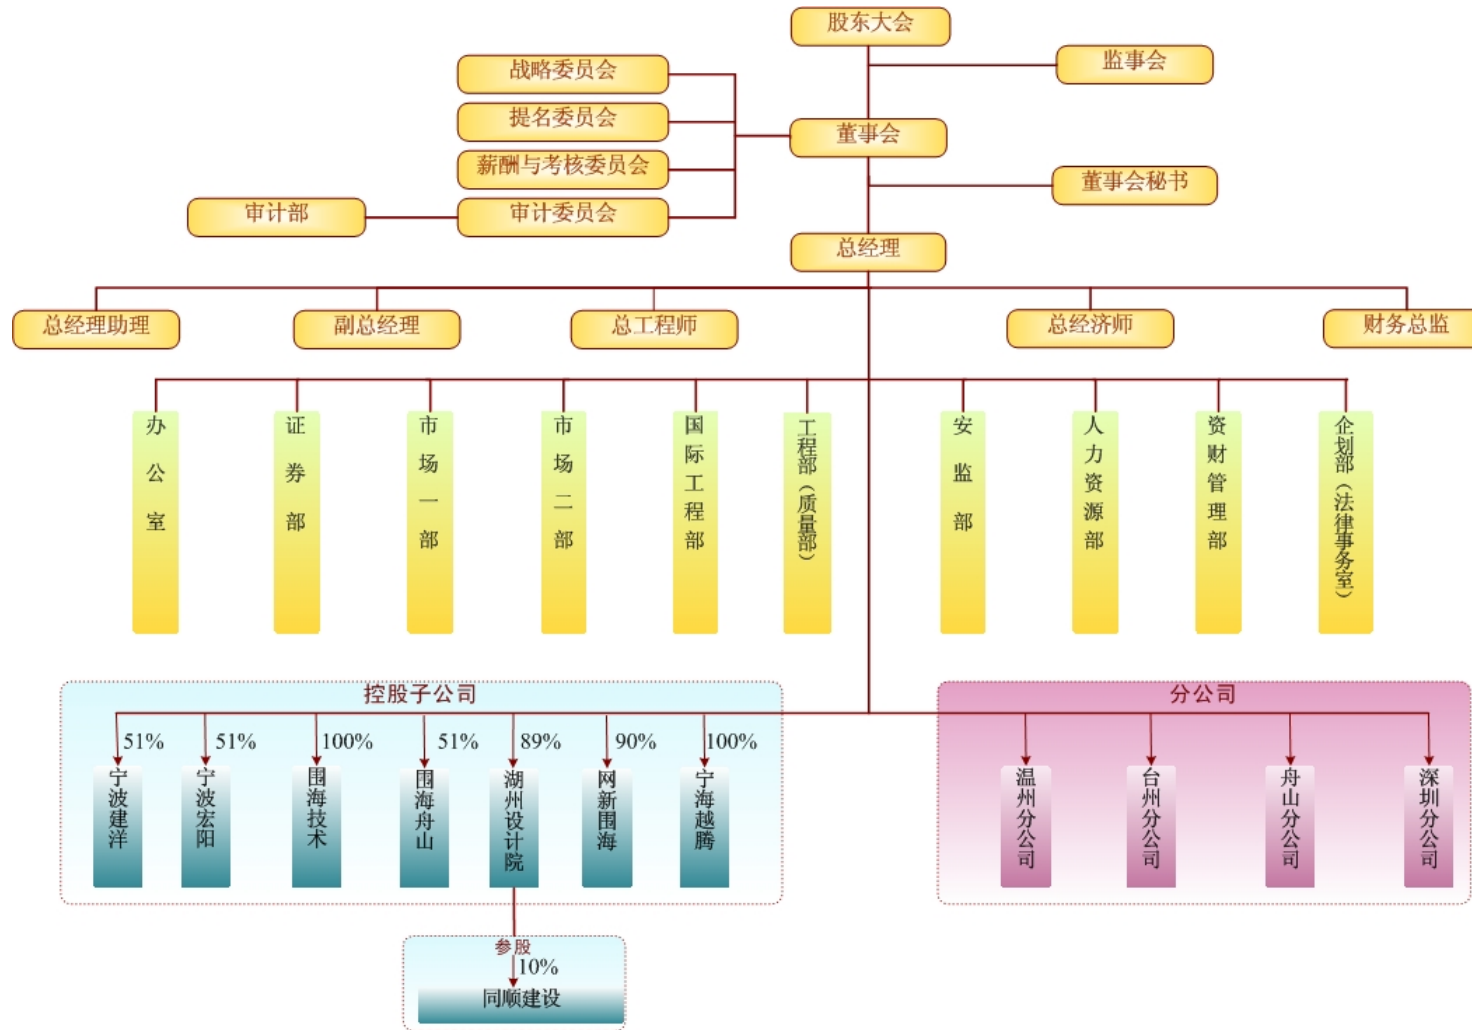 股东大会
监事会
战略委员会
提名委员会
董事会
薪酬与考核委员会
董事会秘书
审计部
审计委员会
总经理
总经理助理
副总经理
总工程师
总经济师
财务总监
办公室
证券部
市场一部
市场二部
国际工程部
工程部（质量部）
安监部
人力资源部
资财管理部
企划部（法律事务室）
控股子公司
51%
51%
100%
51%
89%
90%
100%
宁波建洋
宁波宏阳
围海技术
围海舟山
湖州设计院
网新围海
宁海越腾
分公司
温州分公司
台州分公司
舟山分公司
深圳分公司
参股
10%
同顺建设